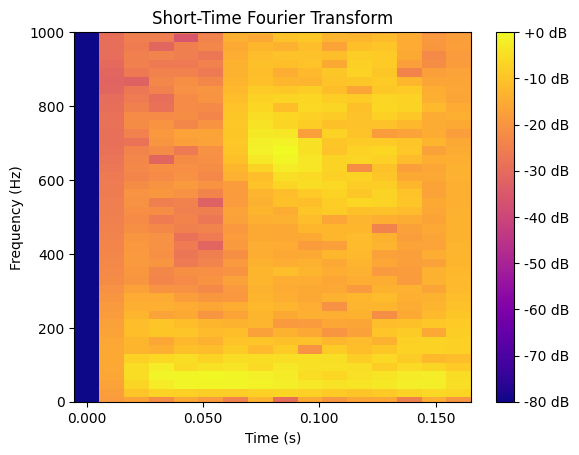 Short-Time Fourier Transform
1000
800
600
400
200
0
Frequency (Hz)
0.000
0.050
0.100
0.150
Time (s)
+0 dB
-10 dB
-20 dB
-30 dB
-40 dB
-50 dB
-60 dB
-70 dB
-80 dB